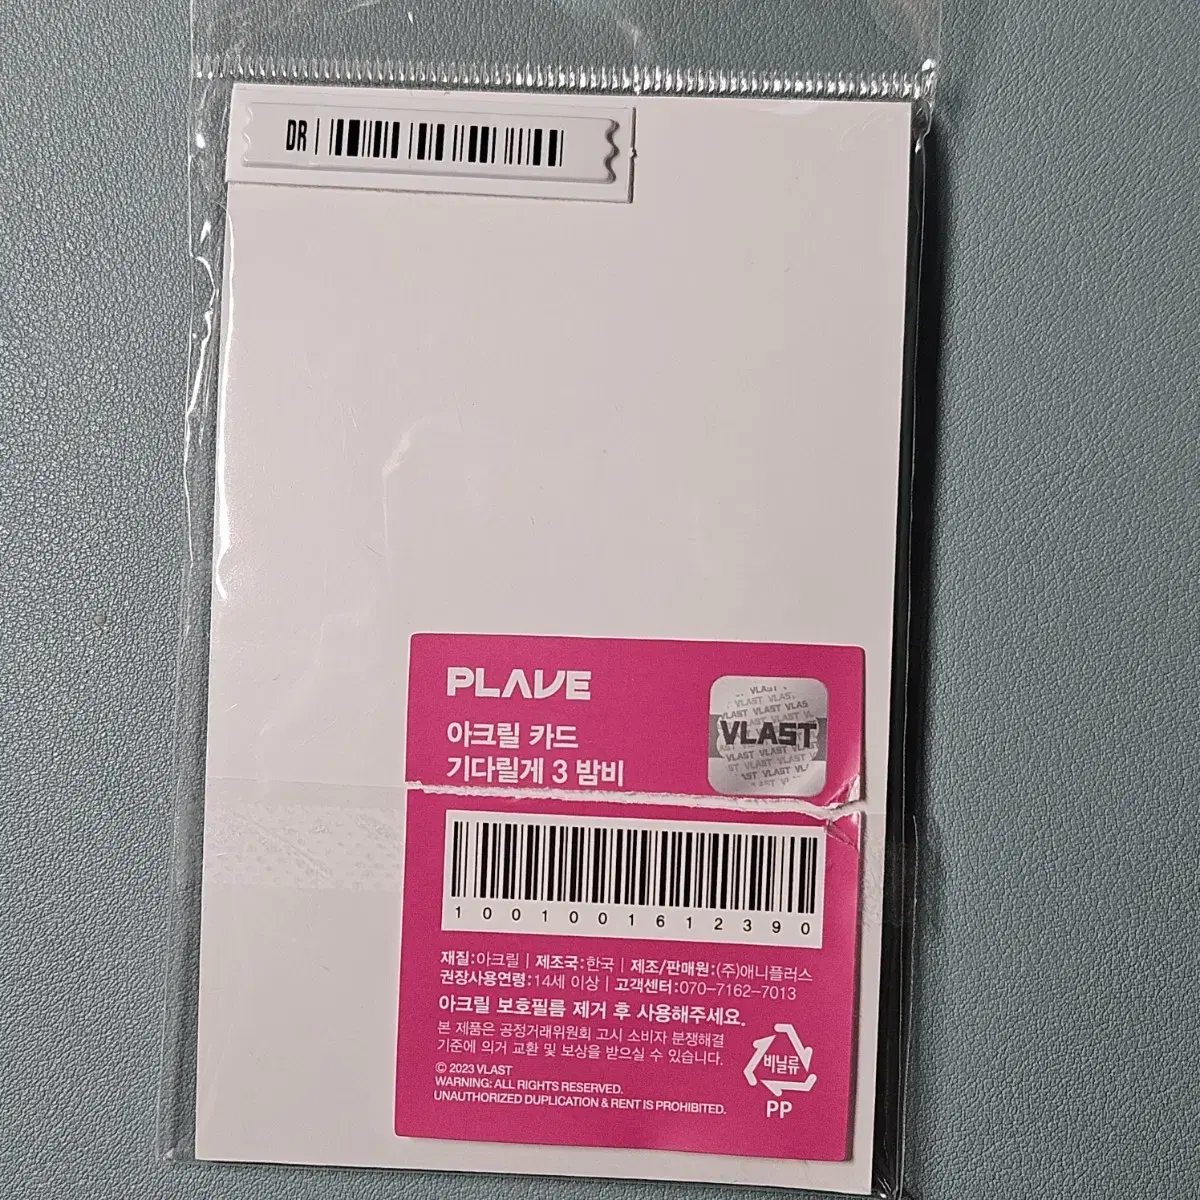 DR
PLAVE
아크릴 카드
기다릴게 3 밤비
VLAST
1001001612390
재질:아크릴 | 제조국:한국 | 제조/판매원:(주)애니플러스
권장사용연령:14세 이상 | 고객센터:070-7162-7013
아크릴 보호필름 제거 후 사용해주세요.
본 제품은 공정거래위원회 고시 소비자 분쟁해결
기준에 의거 교환 및 보상을 받으실 수 있습니다.
© 2023 VLAST
WARNING: ALL RIGHTS RESERVED.
UNAUTHORIZED DUPLICATION & RENT IS PROHIBITED.
비닐류
PP